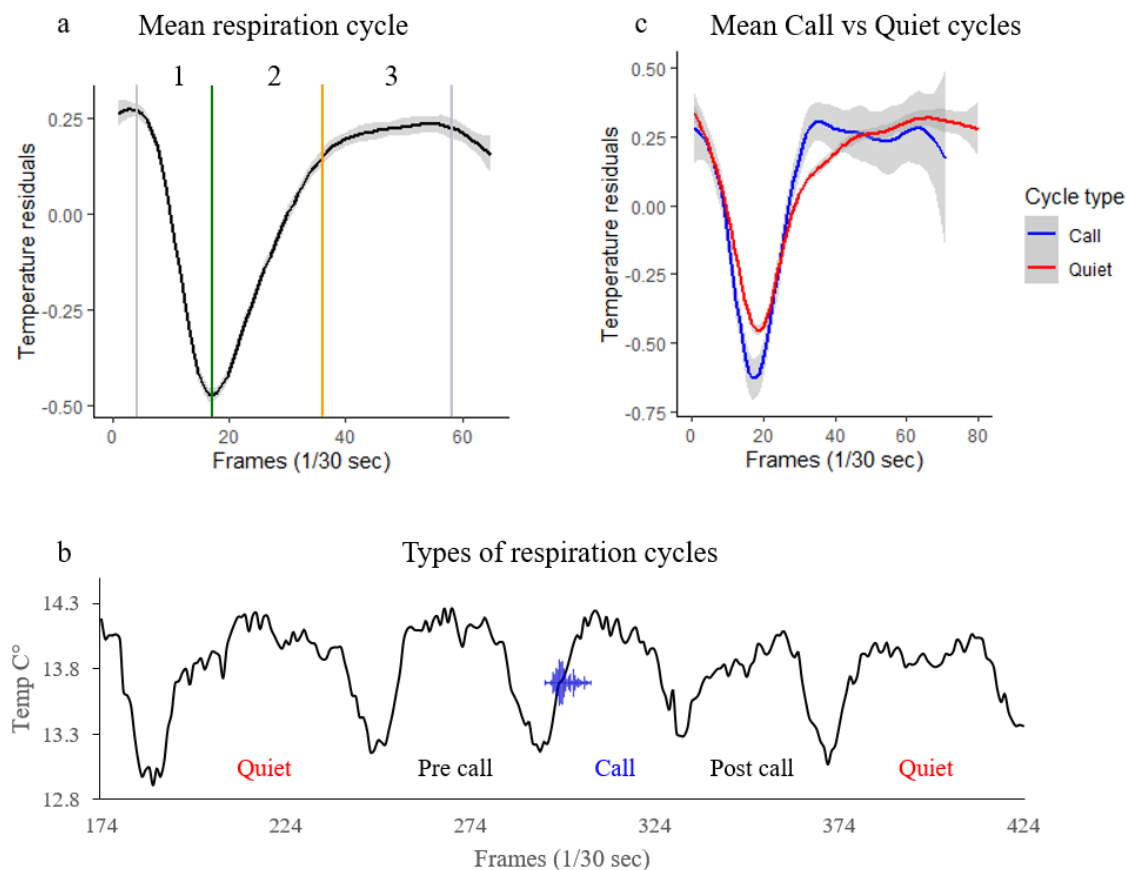 a Mean respiration cycle
1 2 3
0.25
0.00
-0.25
-0.50
Temperature residuals
0 20 40 60
Frames (1/30 sec)
c Mean Call vs Quiet cycles
0.50
0.25
0.00
-0.25
-0.50
-0.75
Temperature residuals
0 20 40 60 80
Frames (1/30 sec)
Cycle type
Call
Quiet
b Types of respiration cycles
14.3
13.8
13.3
12.8
Temp C°
Quiet Pre call Call Post call Quiet
174 224 274 324 374 424
Frames (1/30 sec)